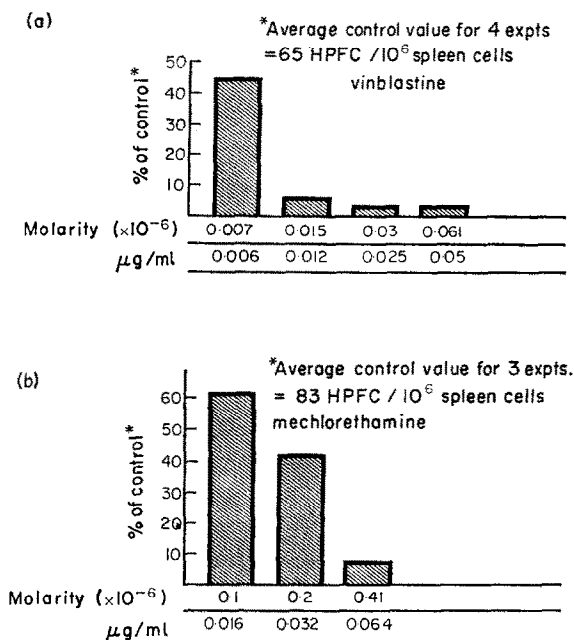 (a)
*Average control value for 4 expts
=65 HPFC /10⁶ spleen cells
vinblastine
% of control*
50
40
30
20
10
Molarity (×10⁻⁶) 0·007 0·015 0·03 0·061
μg/ml 0·006 0·012 0·025 0·05
(b)
*Average control value for 3 expts.
= 83 HPFC / 10⁶ spleen cells
mechlorethamine
% of control*
60
50
40
30
20
10
Molarity (×10⁻⁶) 0·1 0·2 0·41
μg/ml 0·016 0·032 0·064